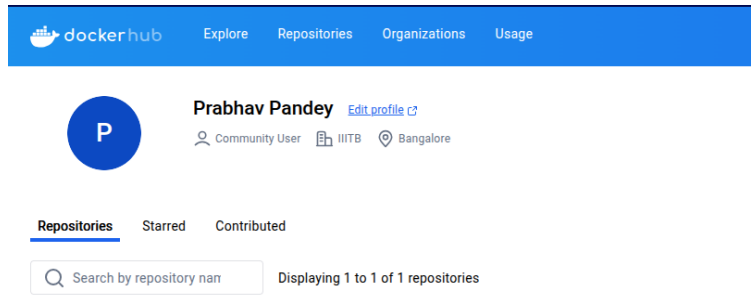 dockerhub Explore Repositories Organizations Usage
P
Prabhav Pandey Edit profile
Community User IIITB Bangalore
Repositories Starred Contributed
Search by repository nam Displaying 1 to 1 of 1 repositories